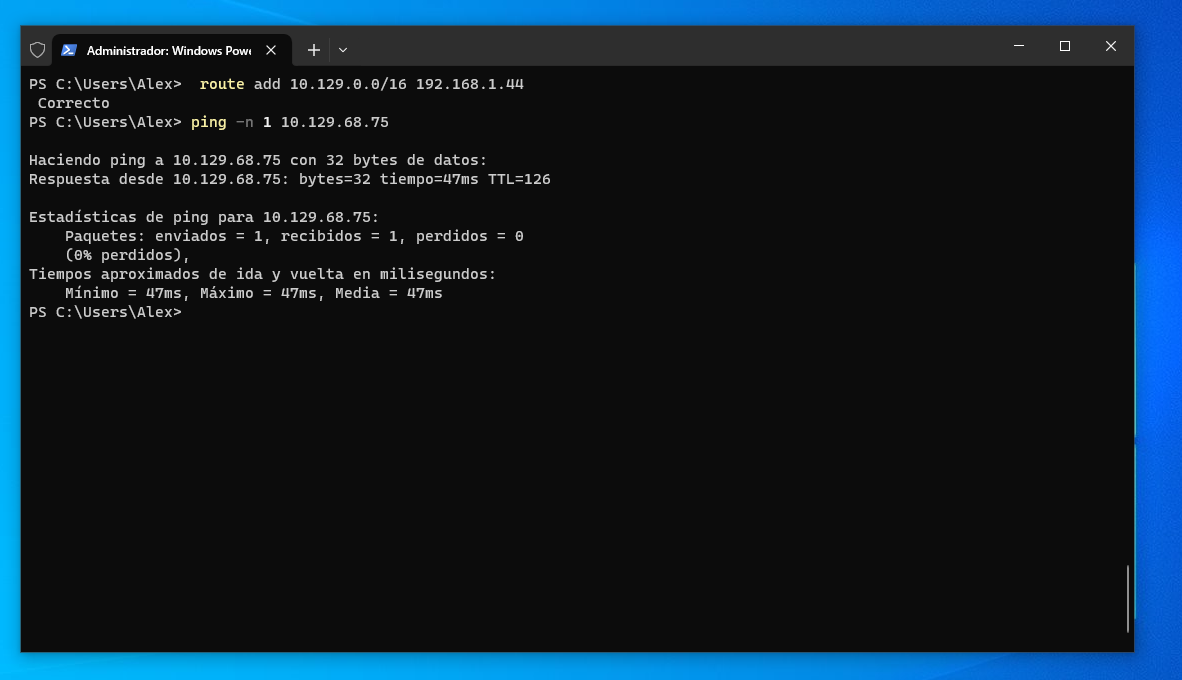 Administrador: Windows Powe
PS C:\Users\Alex>  route add 10.129.0.0/16 192.168.1.44
 Correcto
PS C:\Users\Alex> ping -n 1 10.129.68.75

Haciendo ping a 10.129.68.75 con 32 bytes de datos:
Respuesta desde 10.129.68.75: bytes=32 tiempo=47ms TTL=126

Estadísticas de ping para 10.129.68.75:
    Paquetes: enviados = 1, recibidos = 1, perdidos = 0
    (0% perdidos),
Tiempos aproximados de ida y vuelta en milisegundos:
    Mínimo = 47ms, Máximo = 47ms, Media = 47ms
PS C:\Users\Alex>